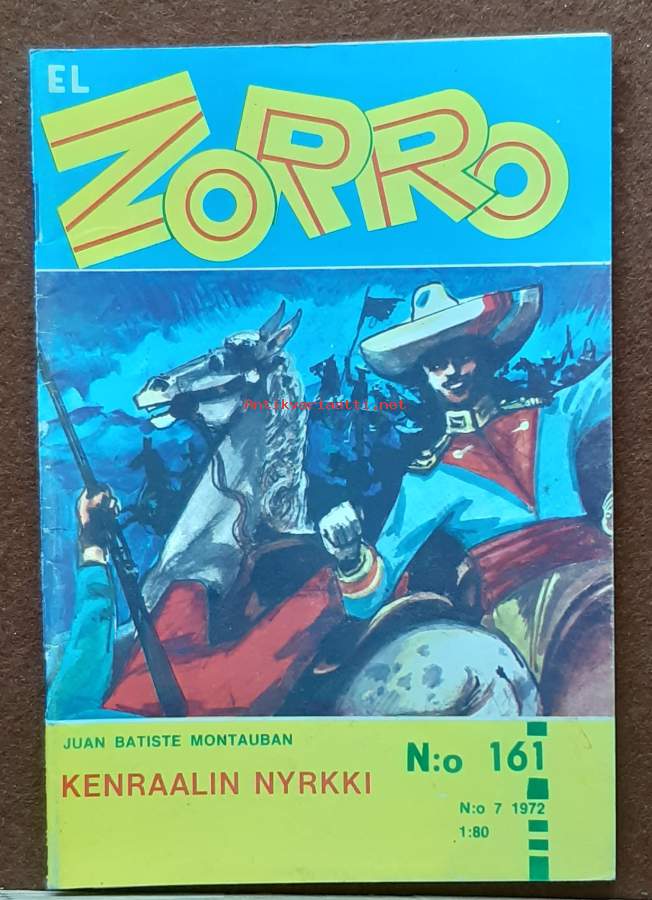 EL
ZORRO
Antikvariaatti.net
JUAN BATISTE MONTAUBAN
KENRAALIN NYRKKI
N:o 161
N:o 7 1972
1:80